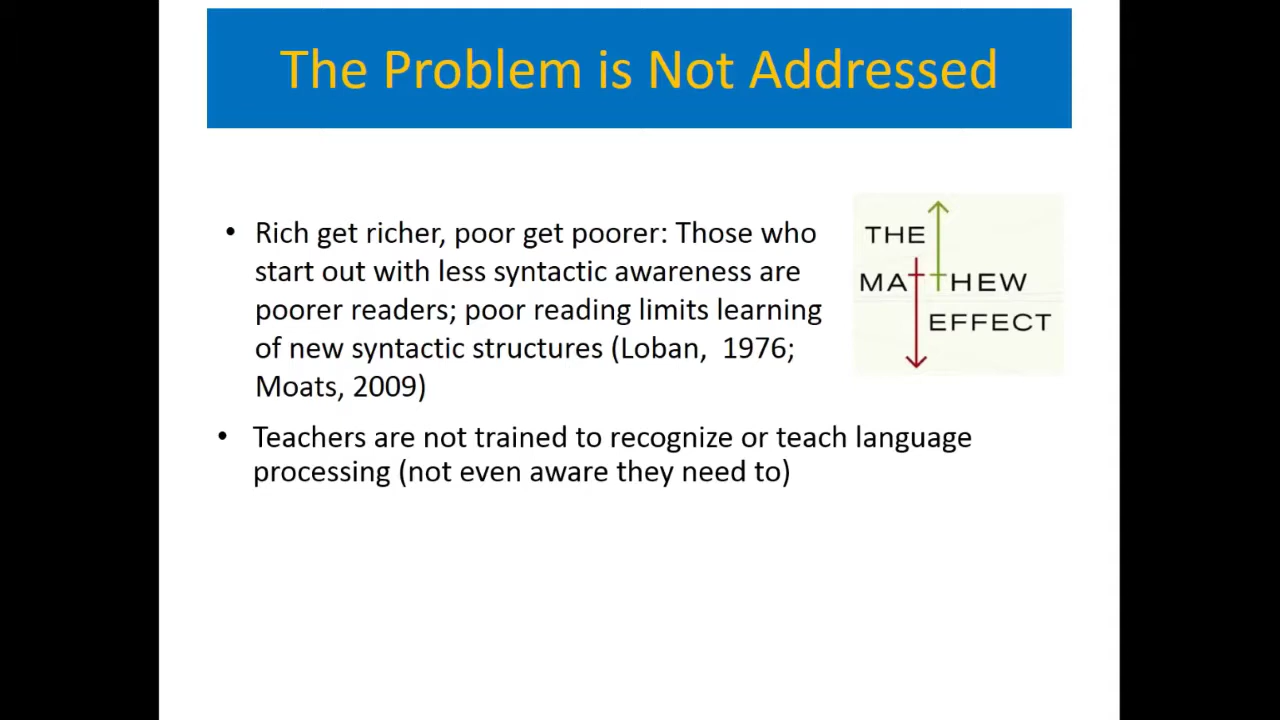 The Problem is Not Addressed
• Rich get richer, poor get poorer: Those who
start out with less syntactic awareness are
poorer readers; poor reading limits learning
of new syntactic structures (Loban, 1976;
Moats, 2009)
THE
MATTHEW
EFFECT
• Teachers are not trained to recognize or teach language
processing (not even aware they need to)